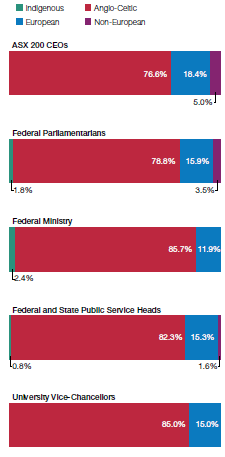 Indigenous Anglo-Celtic
European Non-European
ASX 200 CEOs
76.6% 18.4%
5.0%
Federal Parliamentarians
78.8% 15.9%
1.8% 3.5%
Federal Ministry
85.7% 11.9%
2.4%
Federal and State Public Service Heads
82.3% 15.3%
0.8% 1.6%
University Vice-Chancellors
85.0% 15.0%